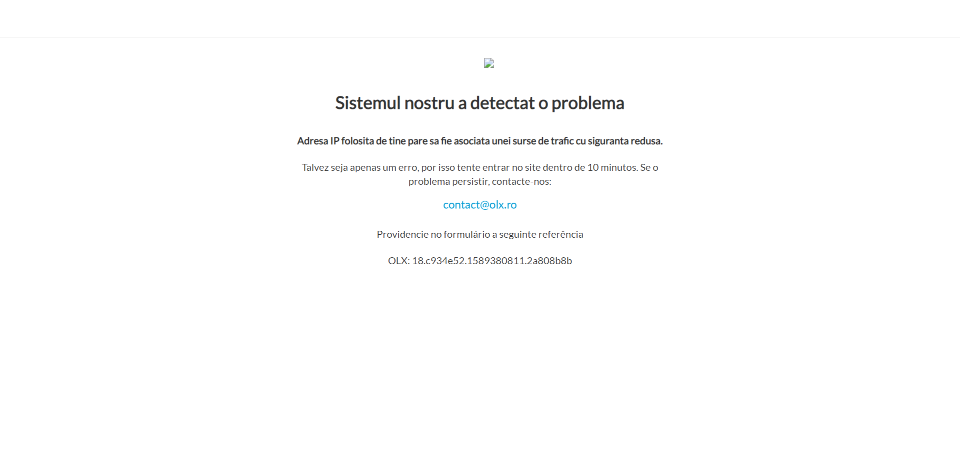 Sistemul nostru a detectat o problema
Adresa IP folosita de tine pare sa fie asociata unei surse de trafic cu siguranta redusa.
Talvez seja apenas um erro, por isso tente entrar no site dentro de 10 minutos. Se o
problema persistir, contacte-nos:
contact@olx.ro
Providencie no formulário a seguinte referência
OLX: 18.c934e52.1589380811.2a808b8b